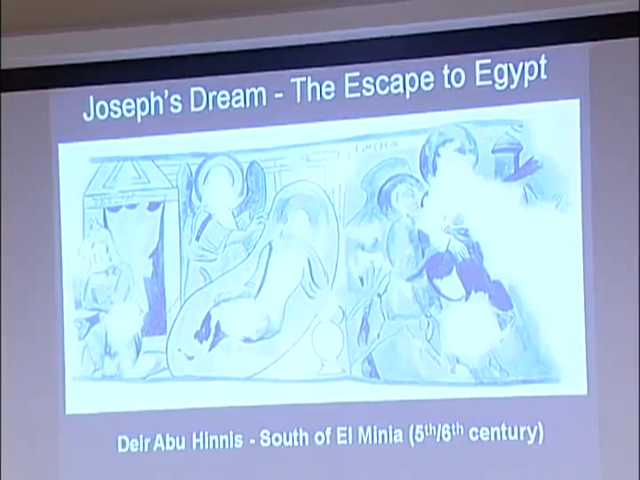 Joseph's Dream - The Escape to Egypt
Deir Abu Hinnis - South of El Minia (5th/6th century)